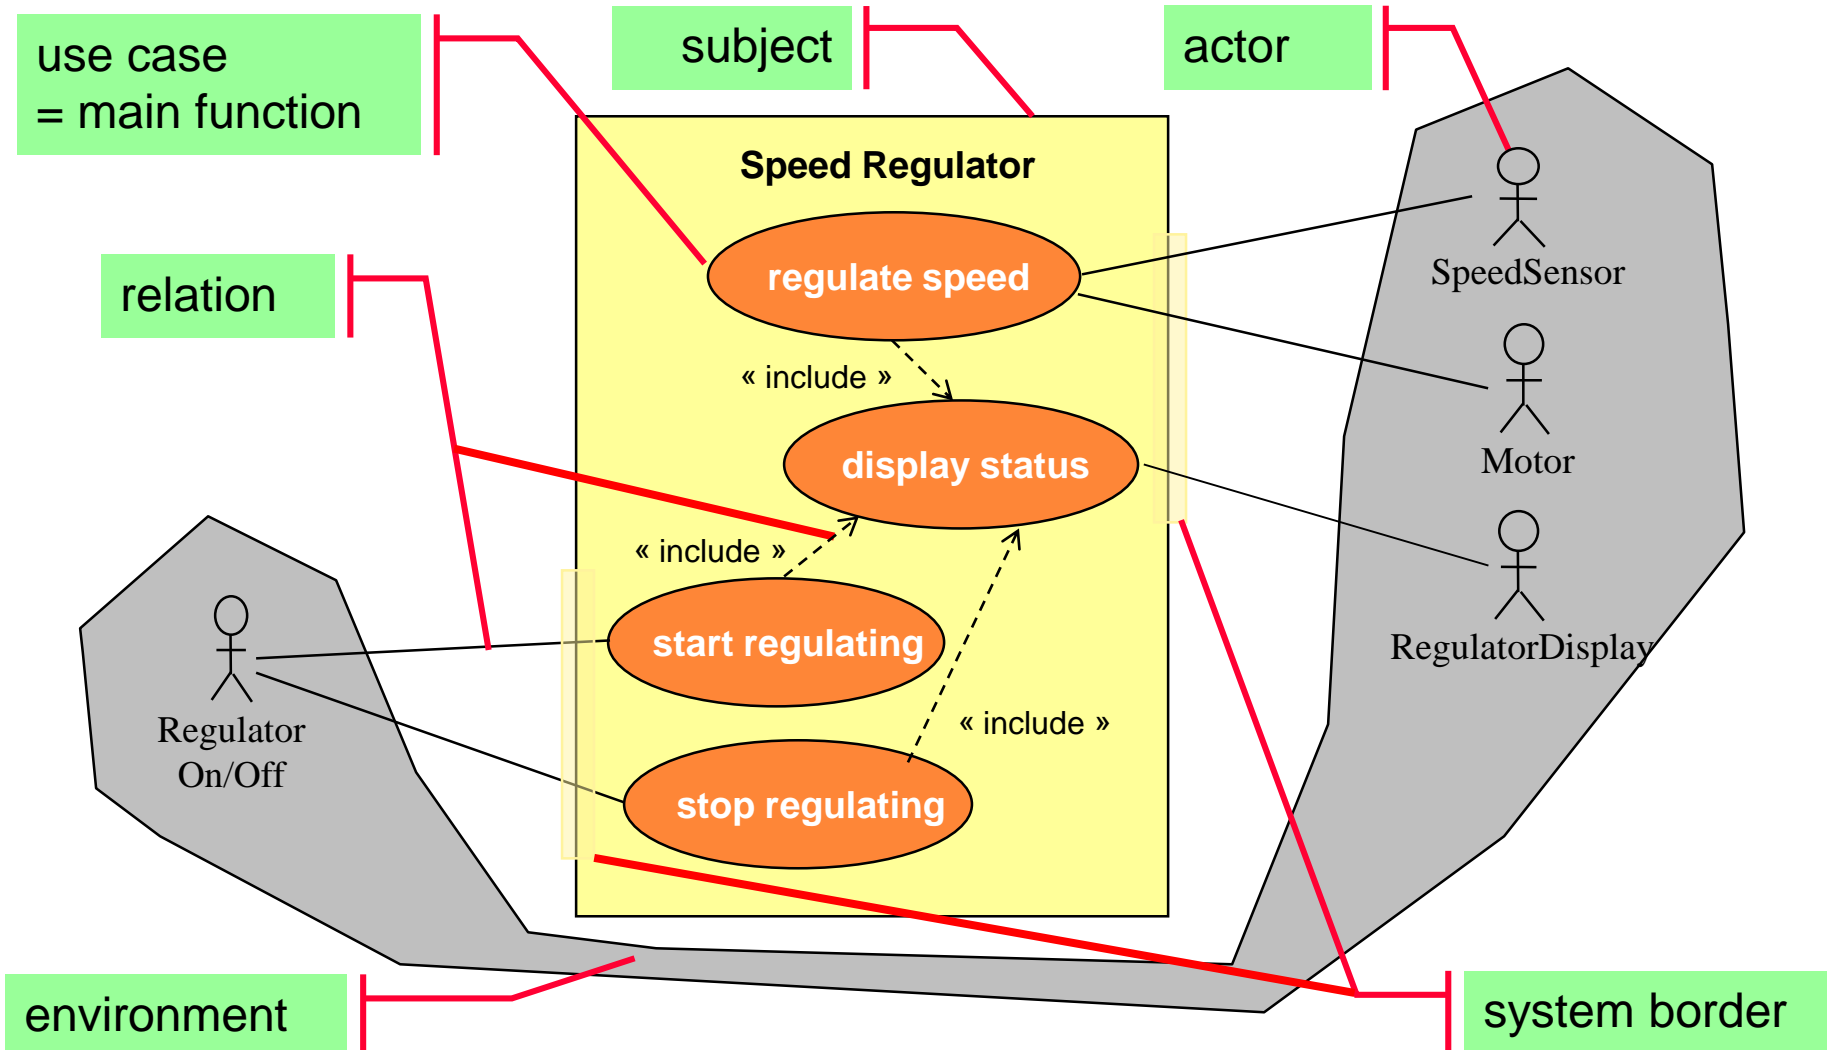 use case
= main function
subject
actor
Speed Regulator
regulate speed
SpeedSensor
relation
« include »
Motor
display status
« include »
RegulatorDisplay
start regulating
Regulator
On/Off
« include »
stop regulating
environment
system border